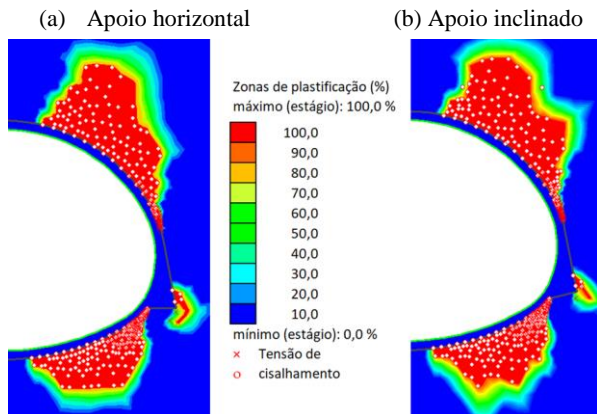 (a) Apoio horizontal
(b) Apoio inclinado
Zonas de plastificação (%)
máximo (estágio): 100,0 %
100,0
90,0
80,0
70,0
60,0
50,0
40,0
30,0
20,0
10,0
mínimo (estágio): 0,0 %
× Tensão de
o cisalhamento